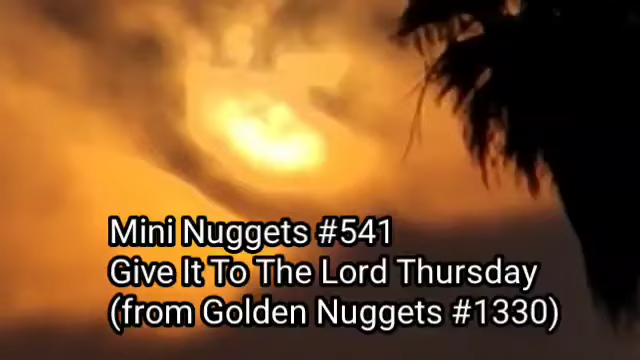 Mini Nuggets #541
Give It To The Lord Thursday
(from Golden Nuggets #1330)